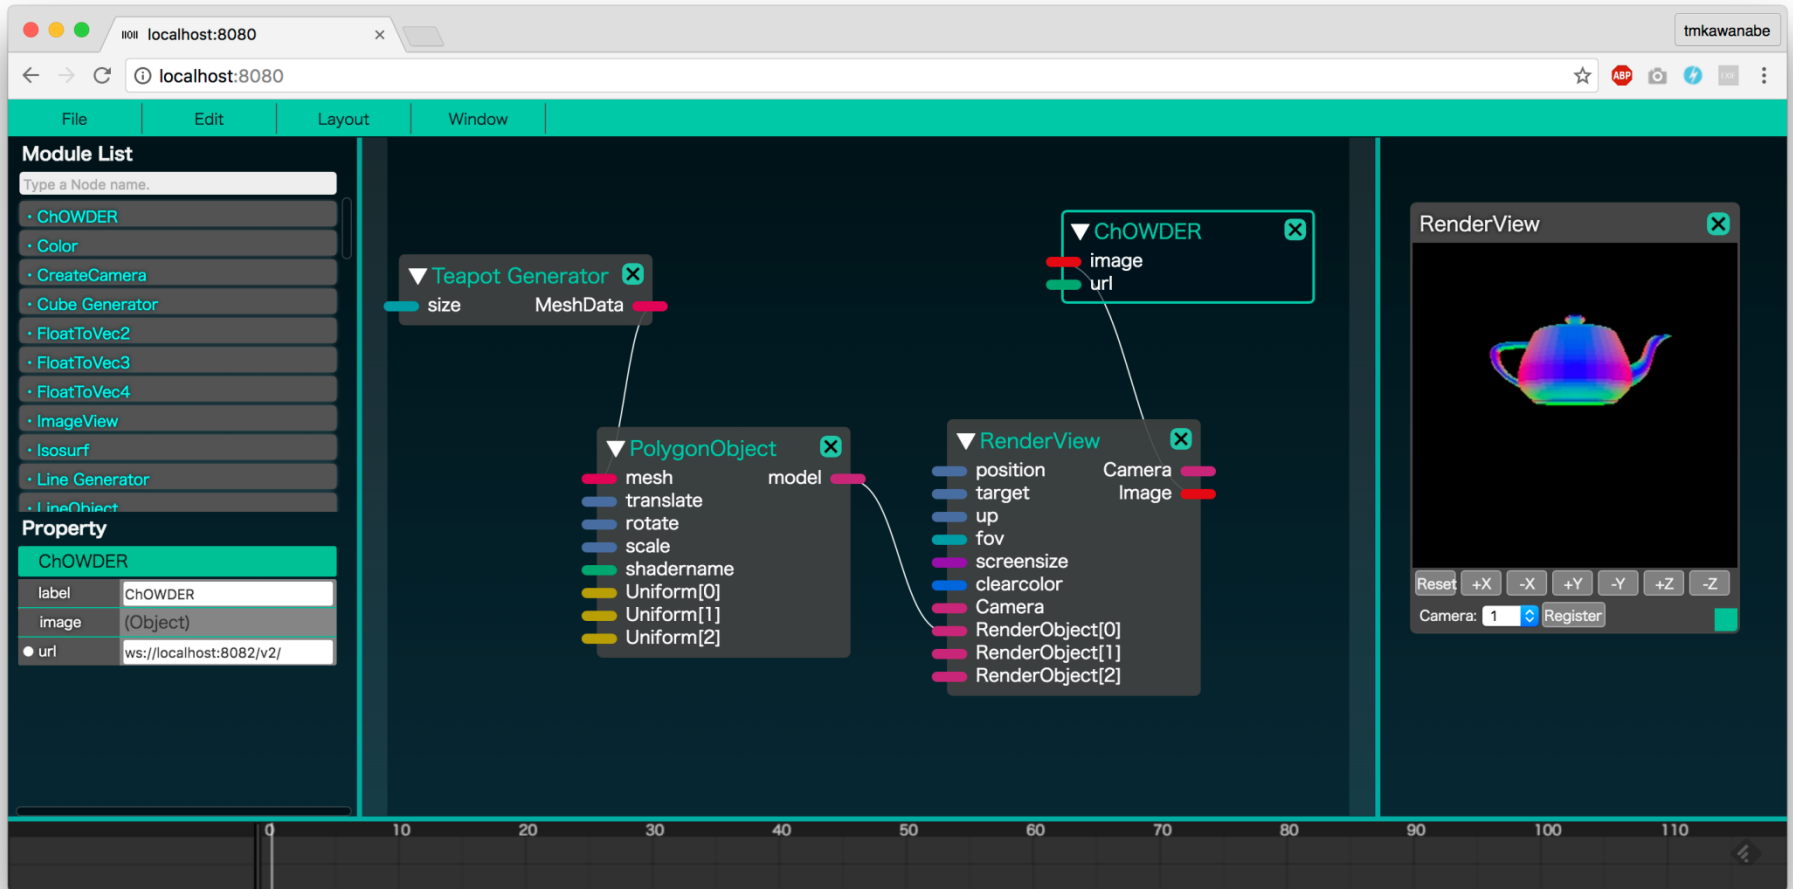 localhost:8080
tmkawanabe
localhost:8080
ABP
File Edit Layout Window
Module List
Type a Node name.
・ChOWDER
・Color
・CreateCamera
・Cube Generator
・FloatToVec2
・FloatToVec3
・FloatToVec4
・ImageView
・Isosurf
・Line Generator
・LineObject
Property
ChOWDER
label ChOWDER
image (Object)
url ws://localhost:8082/v2/
Teapot Generator
size MeshData
PolygonObject
mesh model
translate
rotate
scale
shadername
Uniform[0]
Uniform[1]
Uniform[2]
ChOWDER
image
url
RenderView
position Camera
target Image
up
fov
screensize
clearcolor
Camera
RenderObject[0]
RenderObject[1]
RenderObject[2]
RenderView
Reset +X -X +Y -Y +Z -Z
Camera: 1 Register
0 10 20 30 40 50 60 70 80 90 100 110